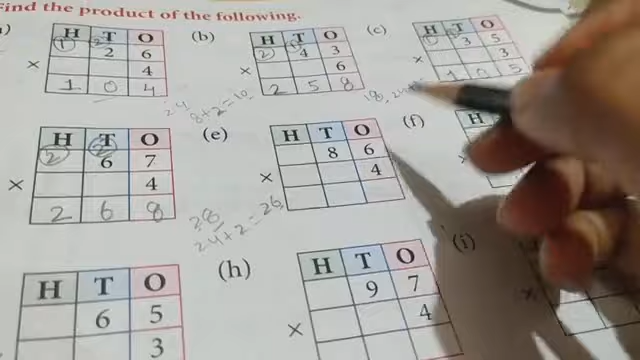 Find the product of the following.
(b)
(c)
H T O
1 2
2 6
×
4
1 0 4
24
8+2=10
H T O
2 1
4 3
×
6
2 5 8
H T O
1
3 5
×
3
1 0 5
18, 24
H T O
2 2
6 7
×
4
2 6 8
28
24+2=26
(e)
H T O
8 6
×
4
(f)
H
H T O
6 5
3
(h)
H T O
9 7
×
4
(i)
×